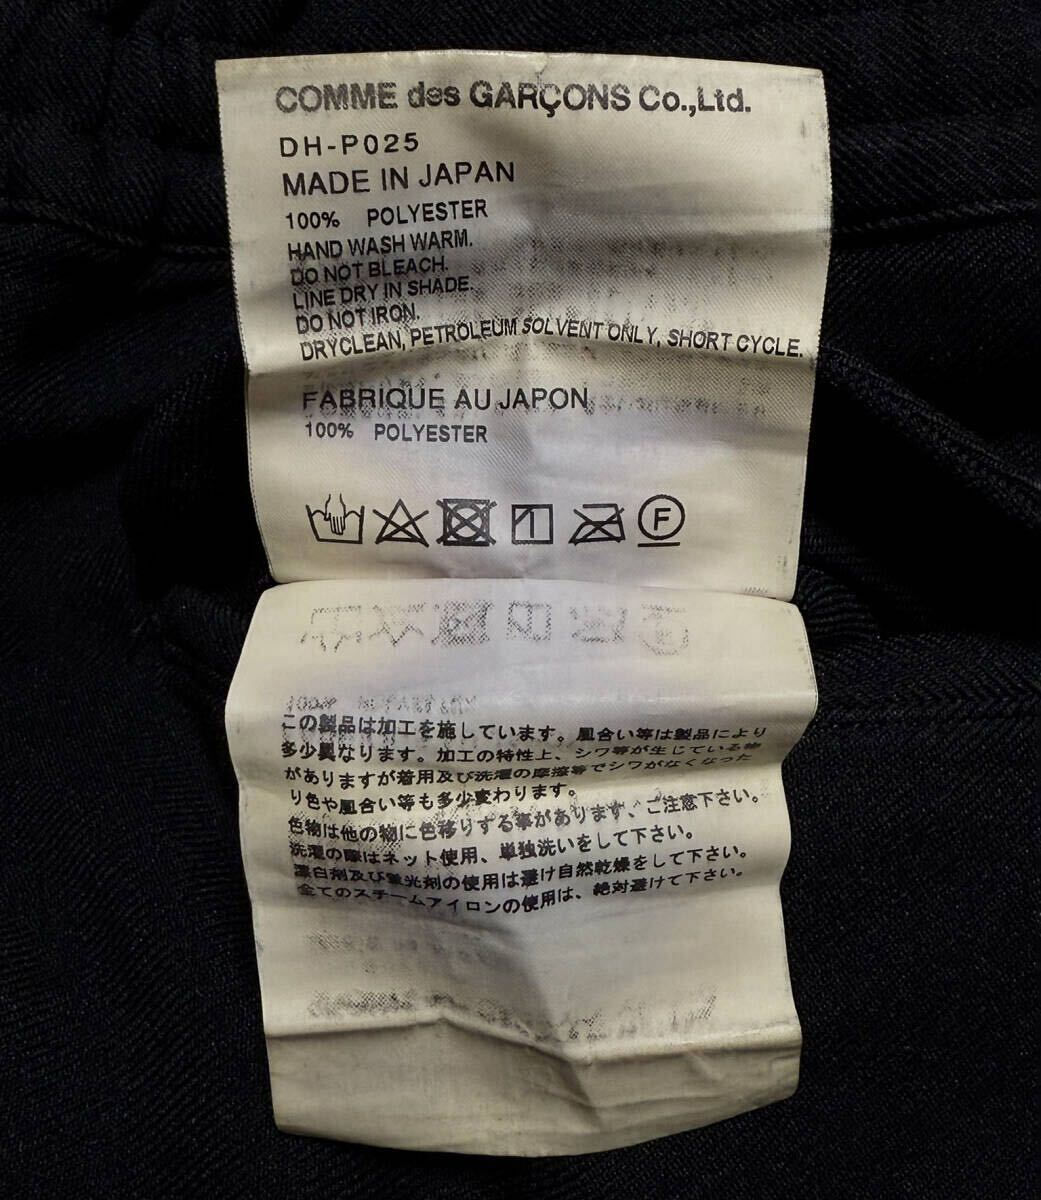 COMME des GARÇONS Co.,Ltd.
DH-P025
MADE IN JAPAN
100% POLYESTER
HAND WASH WARM.
DO NOT BLEACH.
LINE DRY IN SHADE.
DO NOT IRON.
DRYCLEAN, PETROLEUM SOLVENT ONLY, SHORT CYCLE.
FABRIQUE AU JAPON
100% POLYESTER
F
この製品は加工を施しています。風合い等は製品により
多少異なります。加工の特性上、シワ等が生じている物
がありますが着用及び洗濯の摩擦等でシワがなくなった
り色や風合い等も多少変わります。
色物は他の物に色移りする事があります、ご注意下さい。
洗濯の際はネット使用、単独洗いをして下さい。
漂白剤及び蛍光剤の使用は避け自然乾燥をして下さい。
全てのスチームアイロンの使用は、絶対避けて下さい。